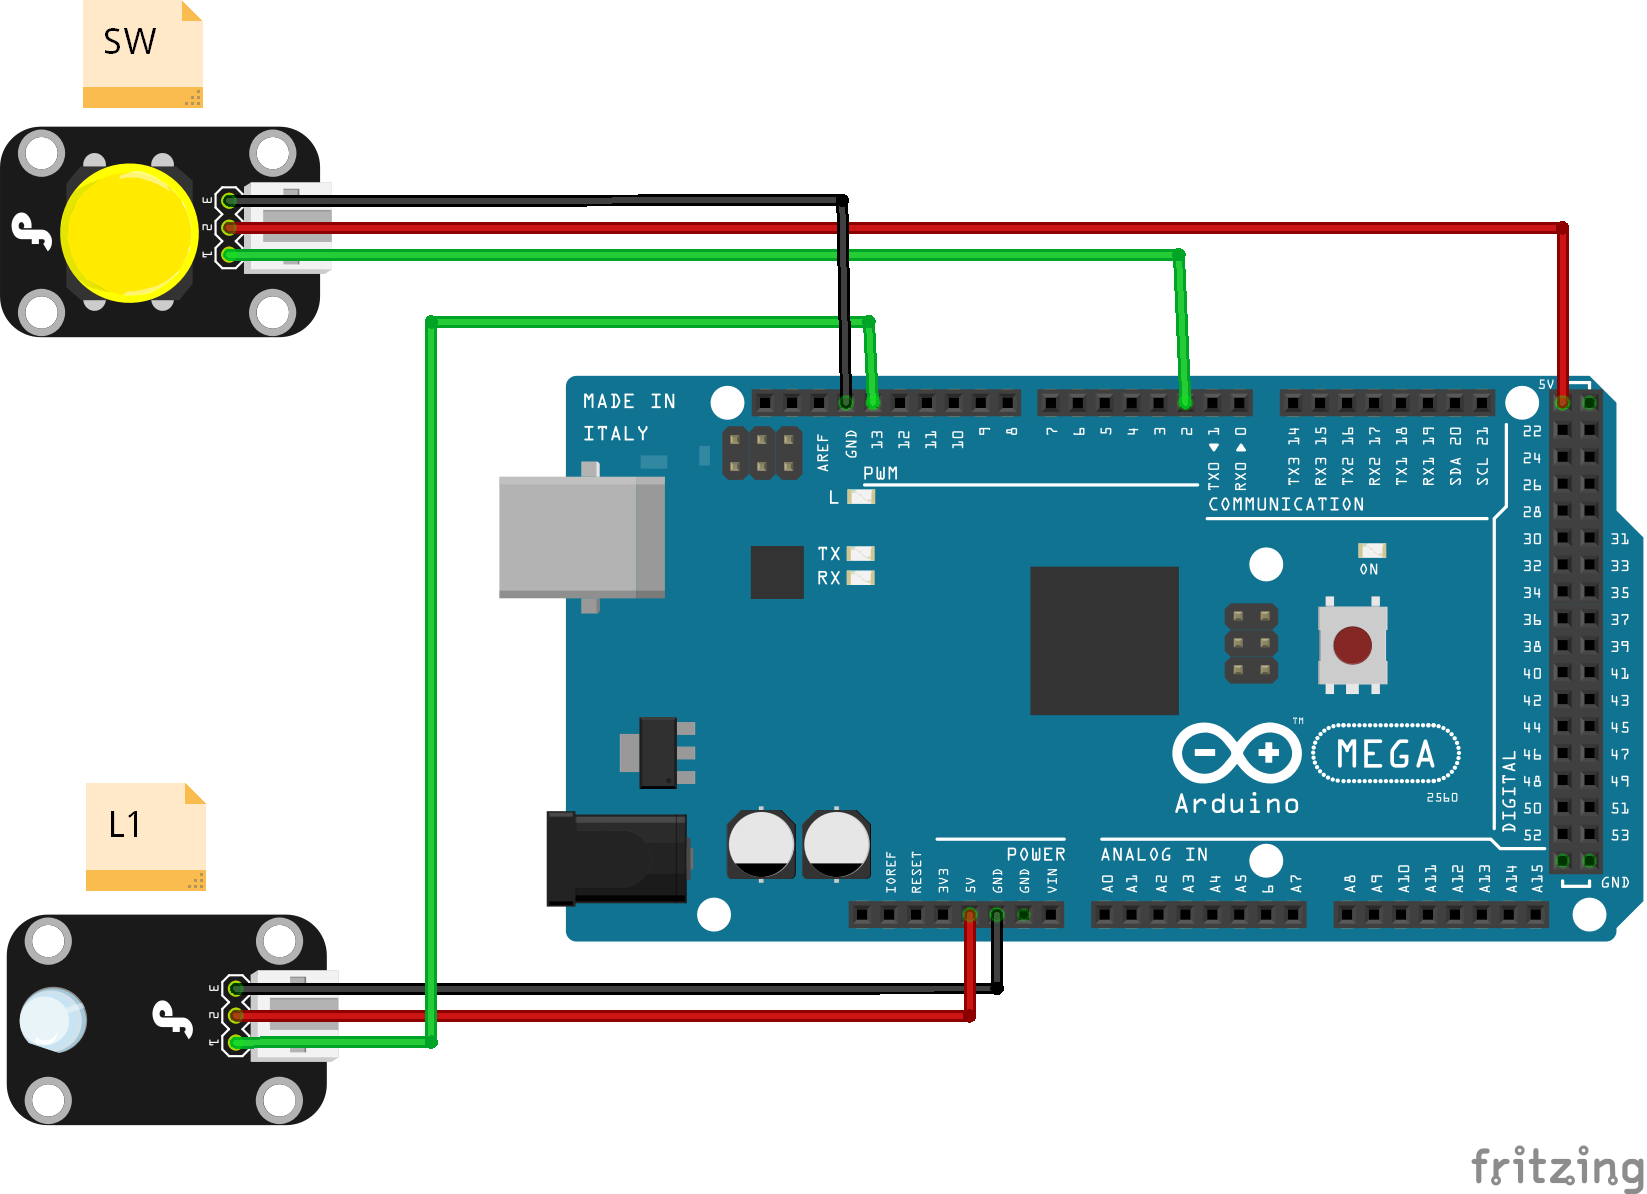 SW
3
2
1
MADE IN
ITALY
AREF
GND
13
12
11
10
9
8
7
6
5
4
3
2
TX0 ◄ 1
RX0 ► 0
TX3 14
RX3 15
TX2 16
RX2 17
TX1 18
RX1 19
SDA 20
SCL 21
5V
PWM
L
COMMUNICATION
TX
RX
ON
22
24
26
28
30 31
32 33
34 35
36 37
38 39
40 41
42 43
44 45
46 47
48 49
50 51
52 53
DIGITAL
GND
TM
MEGA
2560
Arduino
POWER
ANALOG IN
IOREF
RESET
3V3
5V
GND
GND
VIN
A0
A1
A2
A3
A4
A5
6
A7
A8
A9
A10
A11
A12
A13
A14
A15
L1
3
2
1
fritzing